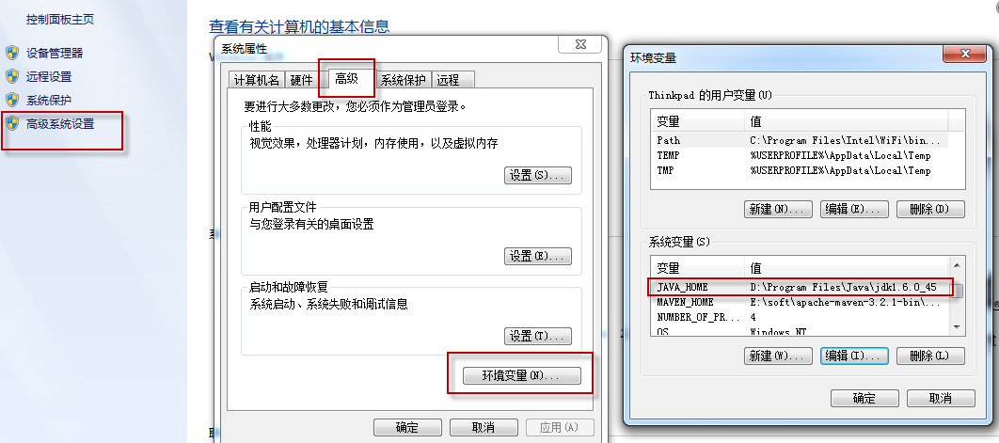 控制面板主页
设备管理器
远程设置
系统保护
高级系统设置
查看有关计算机的基本信息
系统属性
计算机名 硬件 高级 系统保护 远程
要进行大多数更改，您必须作为管理员登录。
性能
视觉效果，处理器计划，内存使用，以及虚拟内存
设置(S)...
用户配置文件
与您登录有关的桌面设置
设置(E)...
启动和故障恢复
系统启动、系统失败和调试信息
设置(T)...
环境变量(N)...
确定 取消 应用(A)
环境变量
Thinkpad 的用户变量(U)
变量 值
Path C:\Program Files\Intel\WiFi\bin...
TEMP %USERPROFILE%\AppData\Local\Temp
TMP %USERPROFILE%\AppData\Local\Temp
新建(N)... 编辑(E)... 删除(D)
系统变量(S)
变量 值
JAVA_HOME D:\Program Files\Java\jdk1.6.0_45
MAVEN_HOME E:\soft\apache-maven-3.2.1-bin\...
NUMBER_OF_PR... 4
OS Windows_NT
新建(W)... 编辑(I)... 删除(L)
确定 取消